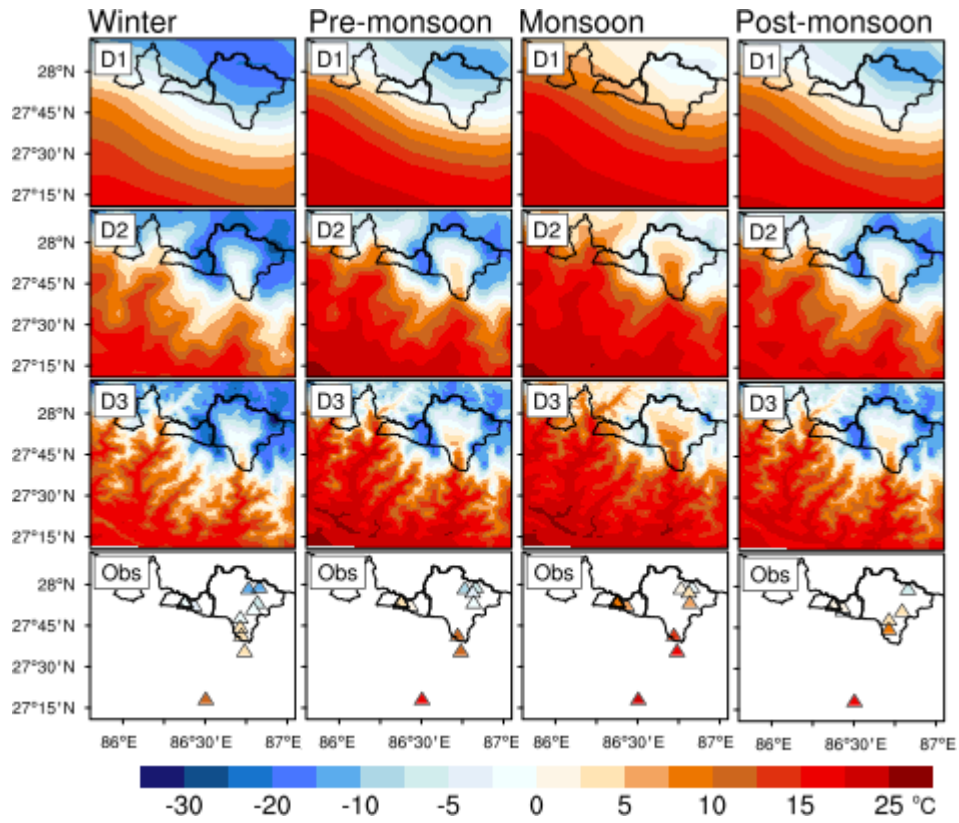 Winter Pre-monsoon Monsoon Post-monsoon
D1 D1 D1 D1
28°N
27°45'N
27°30'N
27°15'N
D2 D2 D2 D2
28°N
27°45'N
27°30'N
27°15'N
D3 D3 D3 D3
28°N
27°45'N
27°30'N
27°15'N
Obs Obs Obs Obs
28°N
27°45'N
27°30'N
27°15'N
86°E 86°30'E 87°E 86°E 86°30'E 87°E 86°E 86°30'E 87°E 86°E 86°30'E 87°E
-30 -20 -10 -5 0 5 10 15 25 °C